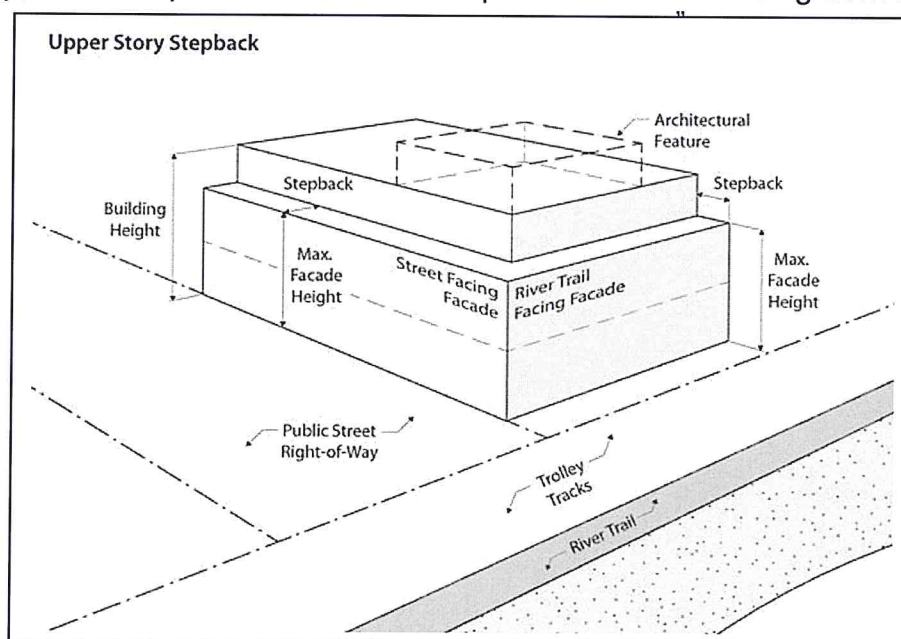 Upper Story Stepback
Architectural
Feature
Stepback
Stepback
Building
Height
Max.
Facade
Height
Street Facing
Facade
River Trail
Facing Facade
Max.
Facade
Height
Public Street
Right-of-Way
Trolley
Tracks
River Trail